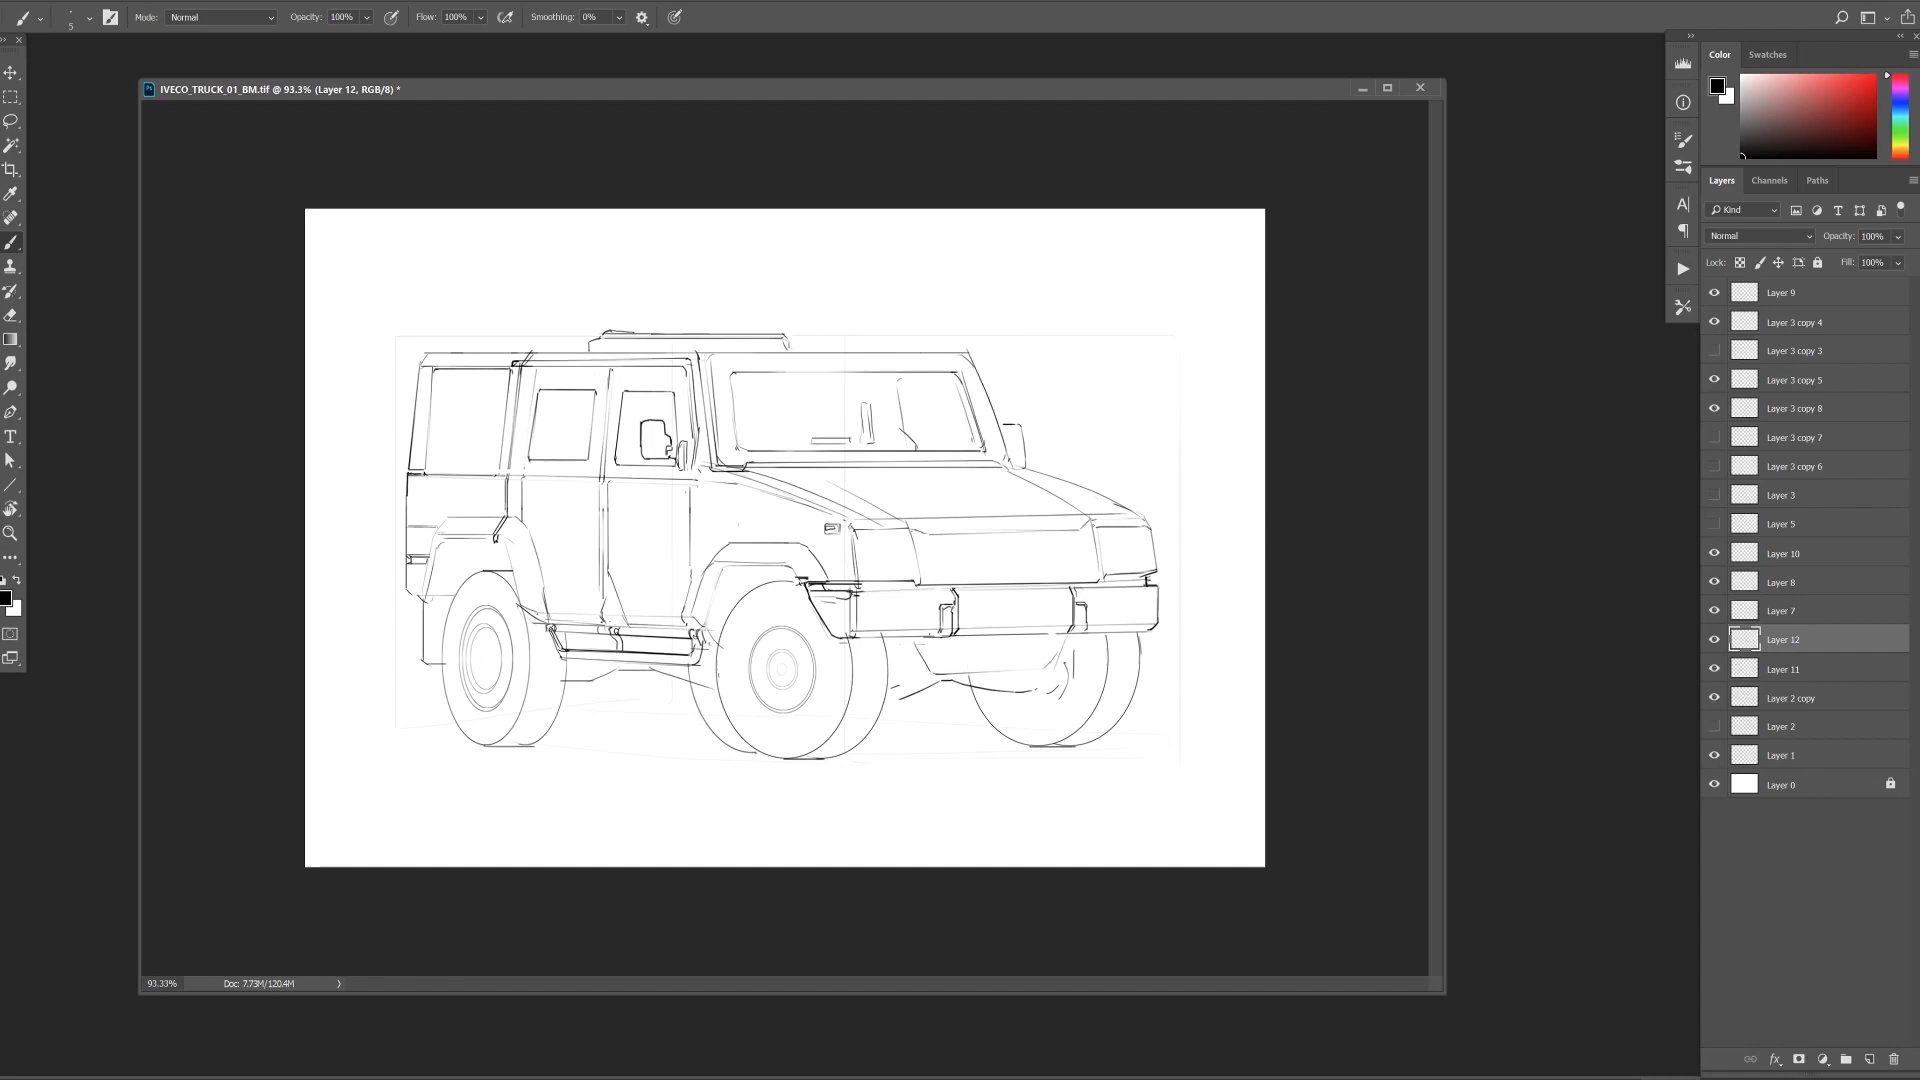 5 Mode: Normal Opacity: 100% Flow: 100% Smoothing: 0%
IVECO_TRUCK_01_BM.tif @ 93.3% (Layer 12, RGB/8) *
93.33% Doc: 7.73M/120.4M
Color Swatches
Layers Channels Paths
Kind
Normal Opacity: 100%
Lock: Fill: 100%
Layer 9
Layer 3 copy 4
Layer 3 copy 3
Layer 3 copy 5
Layer 3 copy 8
Layer 3 copy 7
Layer 3 copy 6
Layer 3
Layer 5
Layer 10
Layer 8
Layer 7
Layer 12
Layer 11
Layer 2 copy
Layer 2
Layer 1
Layer 0